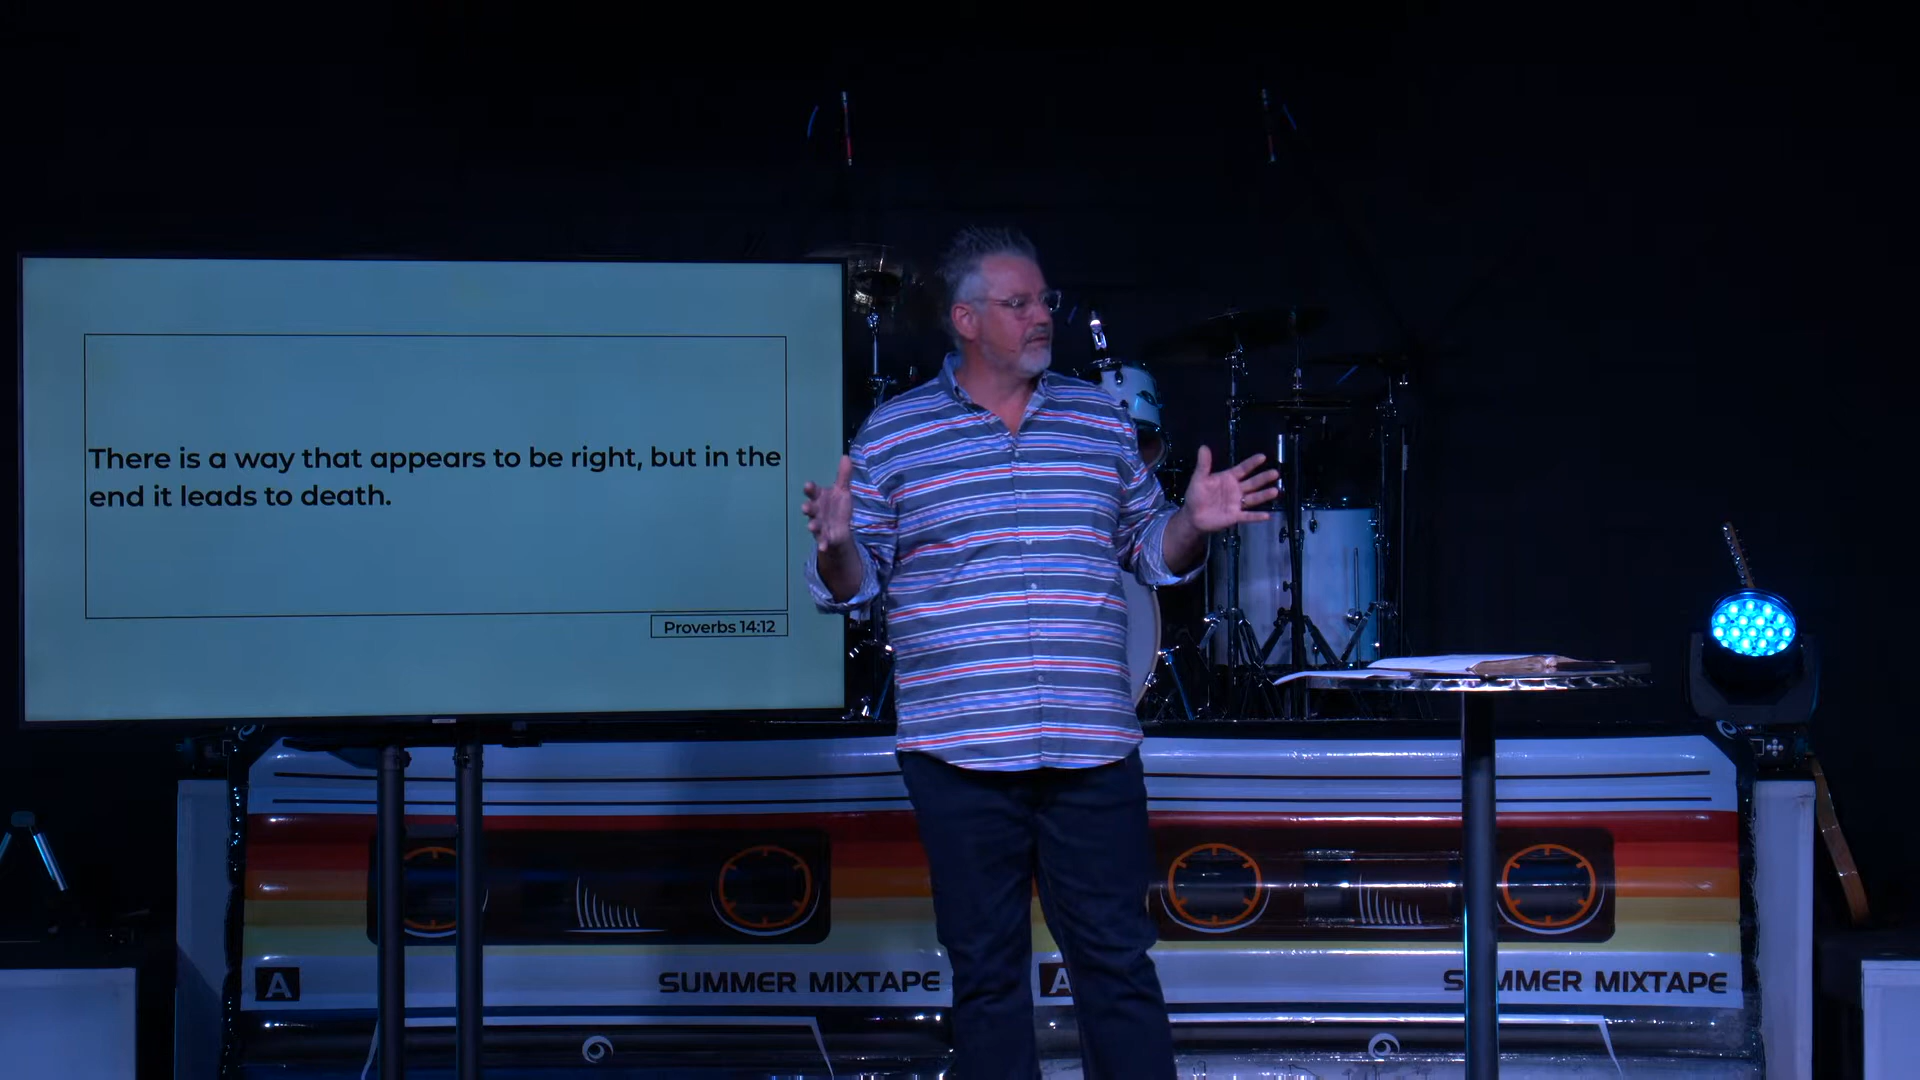 There is a way that appears to be right, but in the
end it leads to death.
Proverbs 14:12
A
SUMMER MIXTAPE
A
SUMMER MIXTAPE